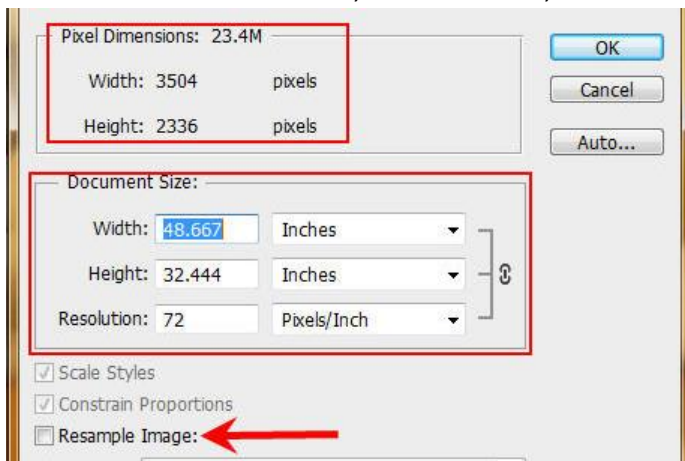 Pixel Dimensions: 23.4M
OK
Width: 3504 pixels
Cancel
Height: 2336 pixels
Auto...
Document Size:
Width: 48.667 Inches
Height: 32.444 Inches
Resolution: 72 Pixels/Inch
Scale Styles
Constrain Proportions
Resample Image: